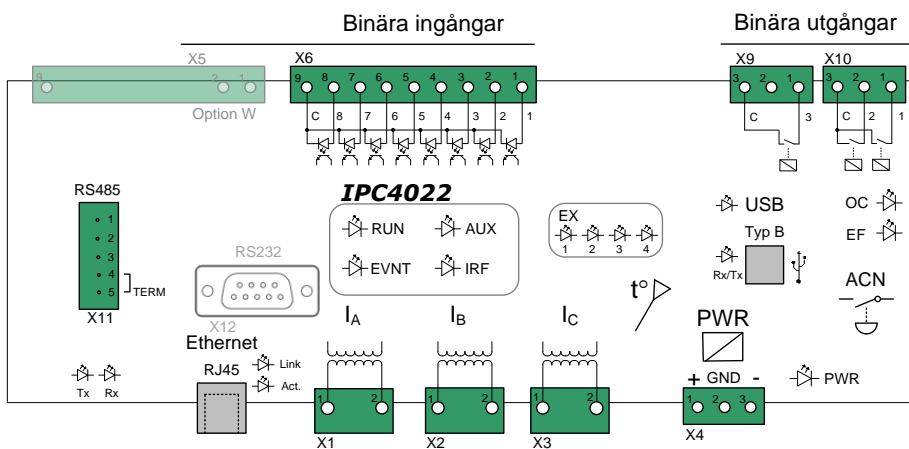 Binära ingångar
Binära utgångar
X5
X6
X9
X10
9 2 1
9 8 7 6 5 4 3 2 1
3 2 1
3 2 1
Option W
C 8 7 6 5 4 3 2 1
C 3
C 2 1
IPC4022
RS485
1
2
3
4
5
TERM
X11
RS232
X12
RUN
AUX
EVNT
IRF
EX
1 2 3 4
USB
Typ B
Rx/Tx
OC
EF
ACN
t°
Ethernet
RJ45
Link
Act.
Tx Rx
IA
IB
IC
PWR
+ GND -
PWR
1 2
1 2
1 2
1 2 3
X1
X2
X3
X4